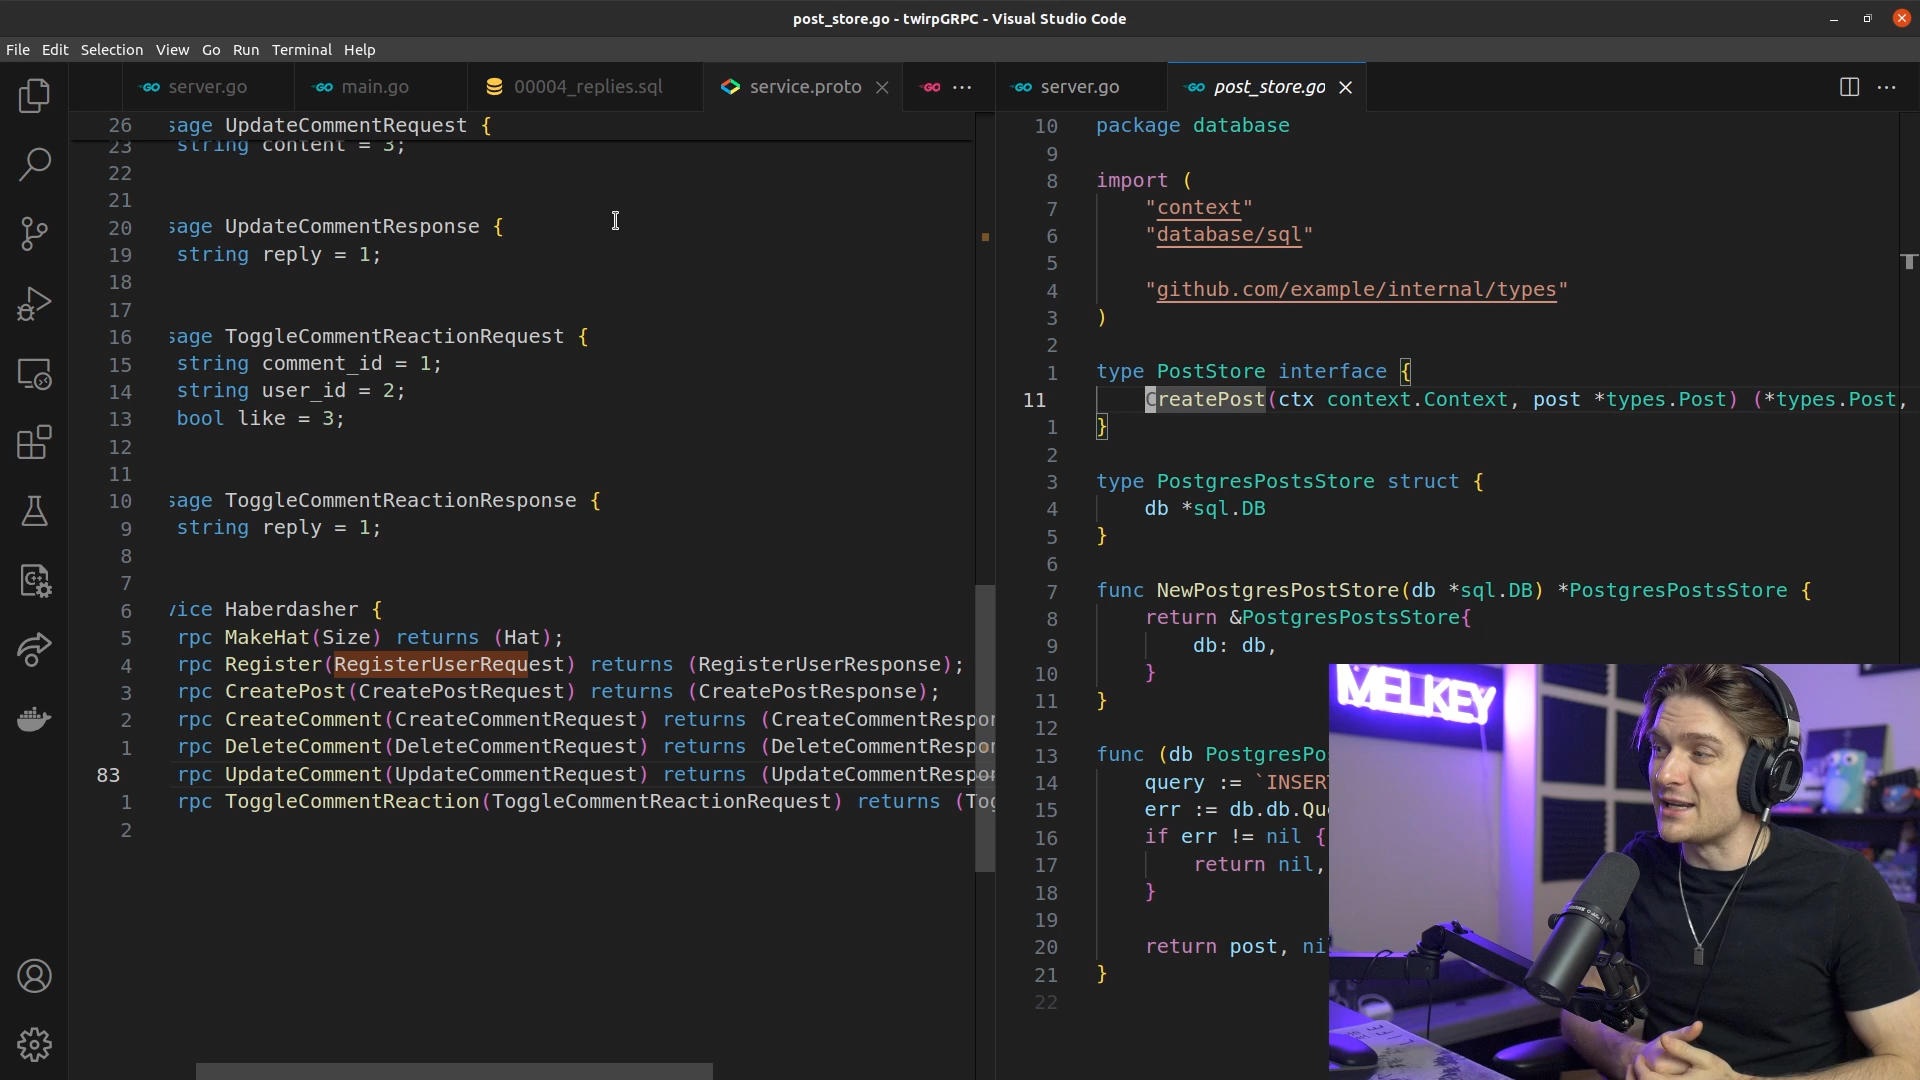 post_store.go - twirpGRPC - Visual Studio Code
File Edit Selection View Go Run Terminal Help
server.go main.go 00004_replies.sql service.proto
26 sage UpdateCommentRequest {
23 string content = 3;
22
21
20 sage UpdateCommentResponse {
19 string reply = 1;
18
17
16 sage ToggleCommentReactionRequest {
15 string comment_id = 1;
14 string user_id = 2;
13 bool like = 3;
12
11
10 sage ToggleCommentReactionResponse {
9 string reply = 1;
8
7
6 vice Haberdasher {
5 rpc MakeHat(Size) returns (Hat);
4 rpc Register(RegisterUserRequest) returns (RegisterUserResponse);
3 rpc CreatePost(CreatePostRequest) returns (CreatePostResponse);
2 rpc CreateComment(CreateCommentRequest) returns (CreateCommentRespon
1 rpc DeleteComment(DeleteCommentRequest) returns (DeleteCommentRespon
83 rpc UpdateComment(UpdateCommentRequest) returns (UpdateCommentRespon
1 rpc ToggleCommentReaction(ToggleCommentReactionRequest) returns (Tog
2
server.go post_store.go
10 package database
9
8 import (
7 "context"
6 "database/sql"
5
4 "github.com/example/internal/types"
3 )
2
1 type PostStore interface {
11 CreatePost(ctx context.Context, post *types.Post) (*types.Post,
1 }
2
3 type PostgresPostsStore struct {
4 db *sql.DB
5 }
6
7 func NewPostgresPostStore(db *sql.DB) *PostgresPostsStore {
8 return &PostgresPostsStore{
9 db: db,
10 }
11 }
12
13 func (db PostgresPo
14 query := `INSERT
15 err := db.db.Qu
16 if err != nil {
17 return nil,
18 }
19
20 return post, ni
21 }
22
MELKEY